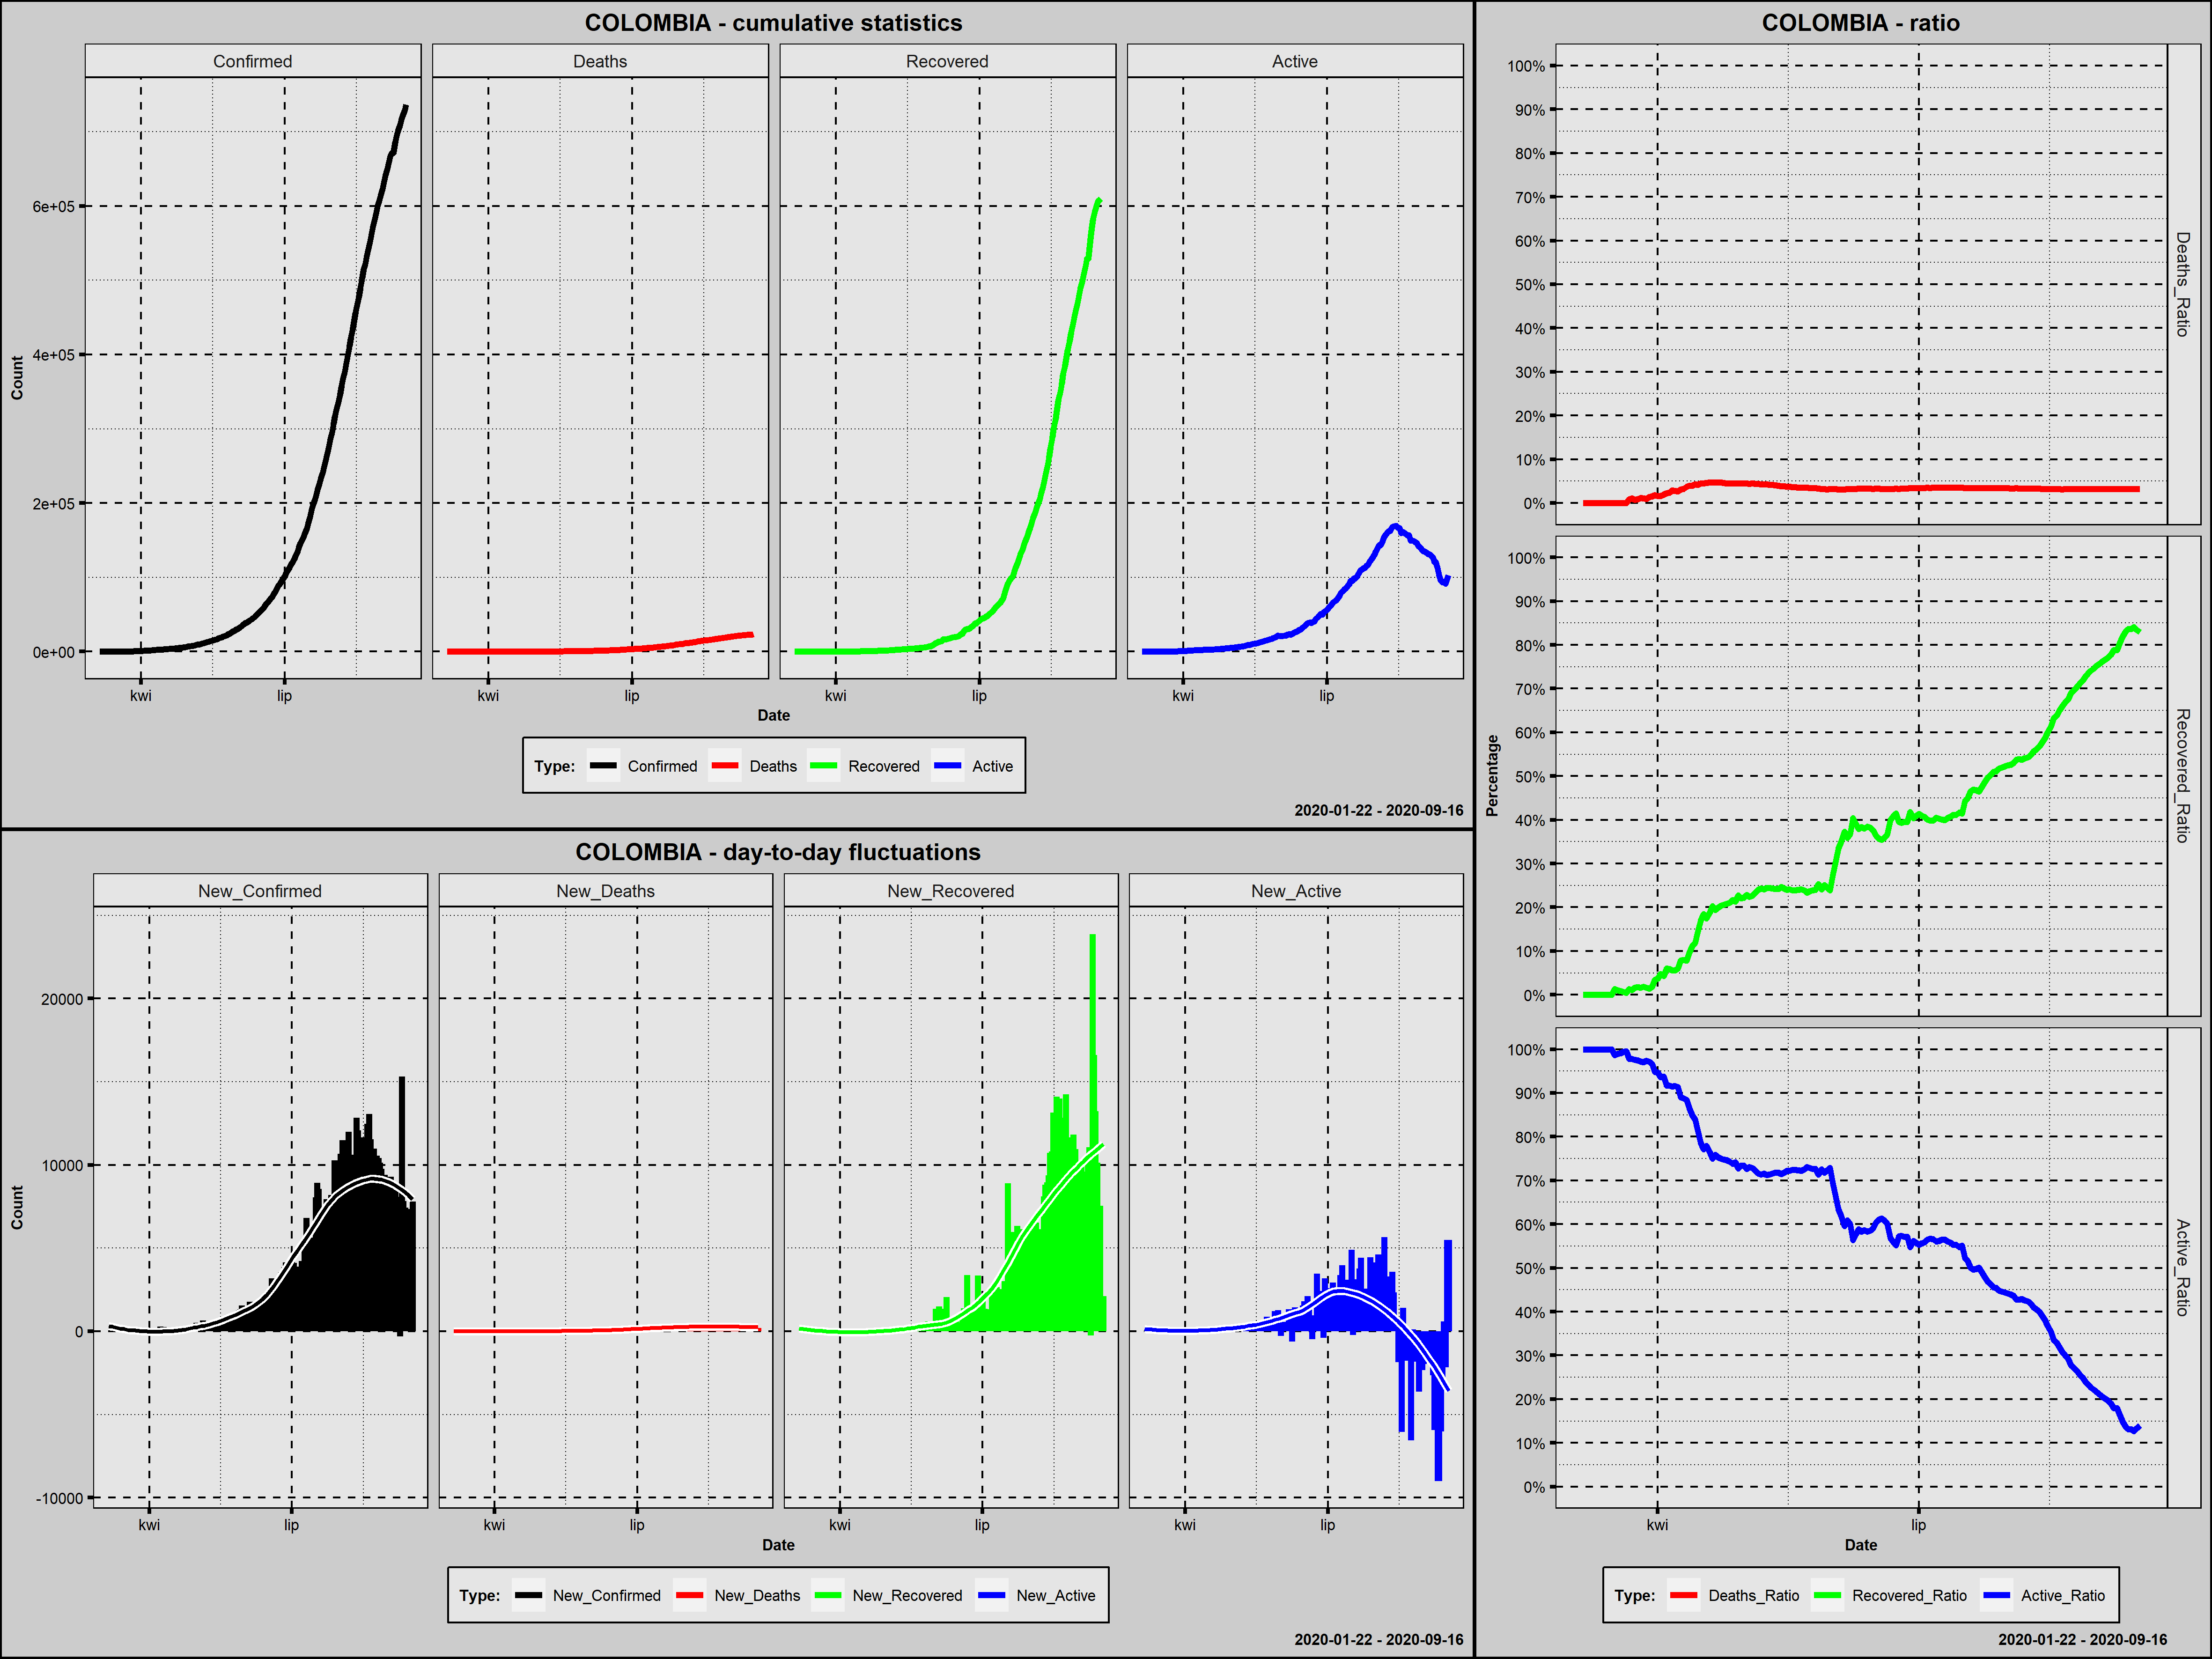 COLOMBIA - cumulative statistics
Confirmed Deaths Recovered Active
Count
6e+05
4e+05
2e+05
0e+00
kwi lip kwi lip kwi lip kwi lip
Date
Type: Confirmed Deaths Recovered Active
2020-01-22 - 2020-09-16
COLOMBIA - day-to-day fluctuations
New_Confirmed New_Deaths New_Recovered New_Active
Count
20000
10000
0
-10000
kwi lip kwi lip kwi lip kwi lip
Date
Type: New_Confirmed New_Deaths New_Recovered New_Active
2020-01-22 - 2020-09-16
COLOMBIA - ratio
Percentage
100%
90%
80%
70%
60%
50%
40%
30%
20%
10%
0%
Deaths_Ratio
100%
90%
80%
70%
60%
50%
40%
30%
20%
10%
0%
Recovered_Ratio
100%
90%
80%
70%
60%
50%
40%
30%
20%
10%
0%
Active_Ratio
kwi lip
Date
Type: Deaths_Ratio Recovered_Ratio Active_Ratio
2020-01-22 - 2020-09-16